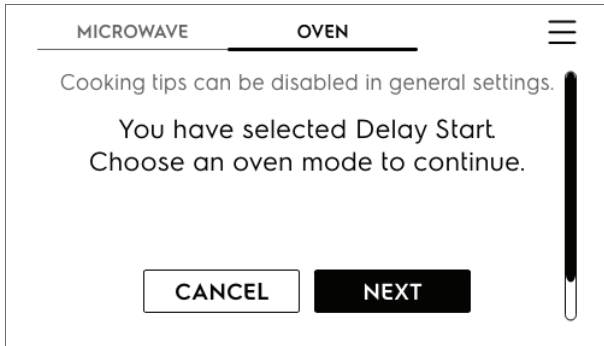 MICROWAVE OVEN
Cooking tips can be disabled in general settings.
You have selected Delay Start.
Choose an oven mode to continue.
CANCEL NEXT